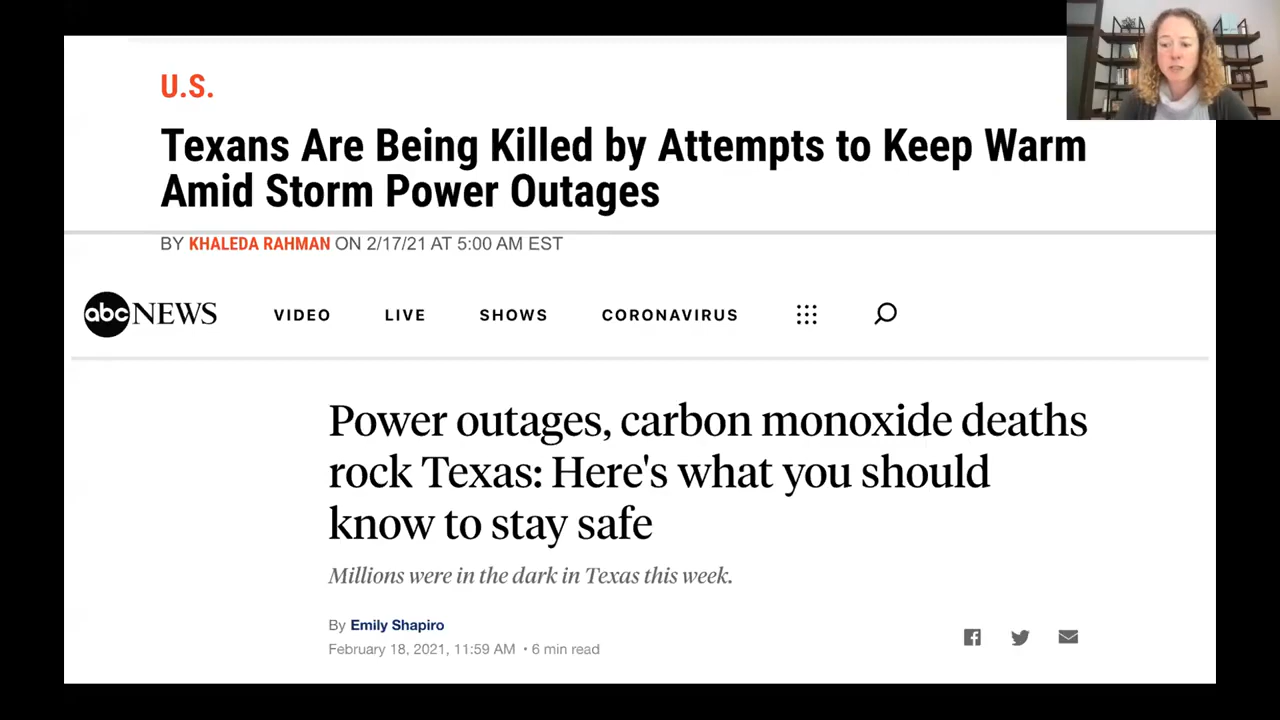 U.S.
Texans Are Being Killed by Attempts to Keep Warm
Amid Storm Power Outages
BY KHALEDA RAHMAN ON 2/17/21 AT 5:00 AM EST
abc NEWS VIDEO LIVE SHOWS CORONAVIRUS
Power outages, carbon monoxide deaths
rock Texas: Here's what you should
know to stay safe
Millions were in the dark in Texas this week.
By Emily Shapiro
February 18, 2021, 11:59 AM • 6 min read